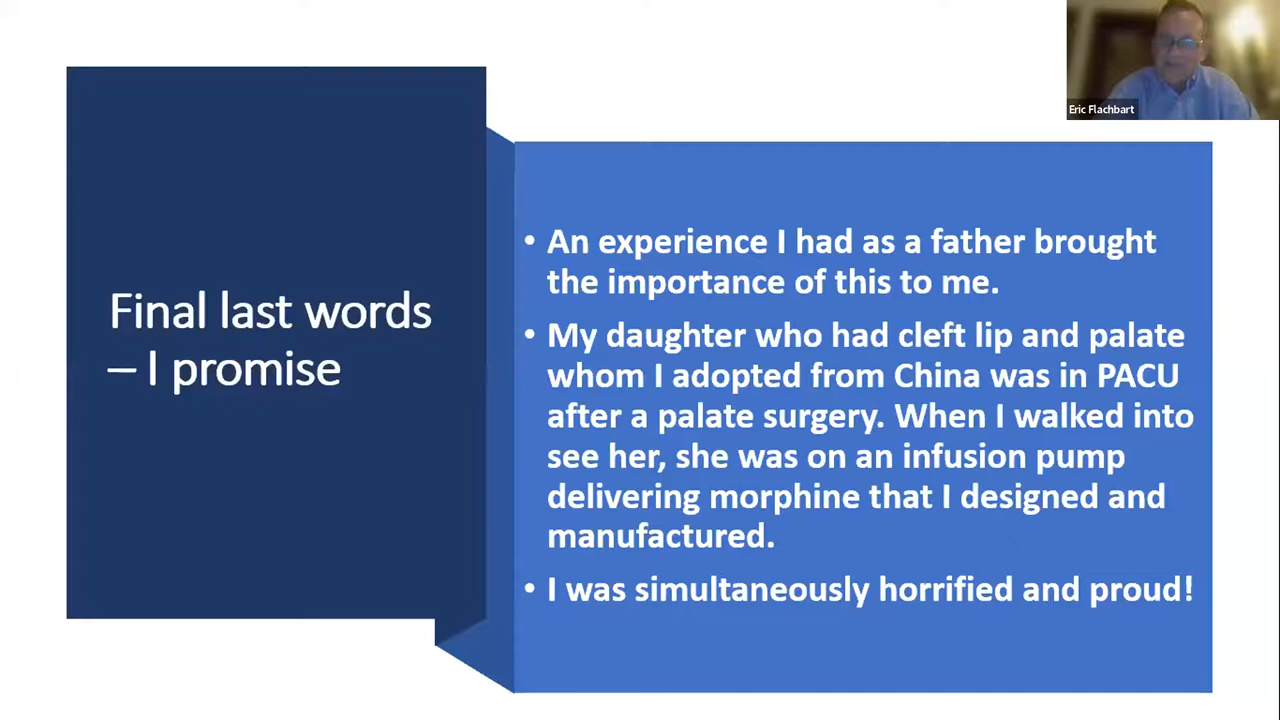 Eric Flachbart
Final last words
– I promise
• An experience I had as a father brought
the importance of this to me.
• My daughter who had cleft lip and palate
whom I adopted from China was in PACU
after a palate surgery. When I walked into
see her, she was on an infusion pump
delivering morphine that I designed and
manufactured.
• I was simultaneously horrified and proud!